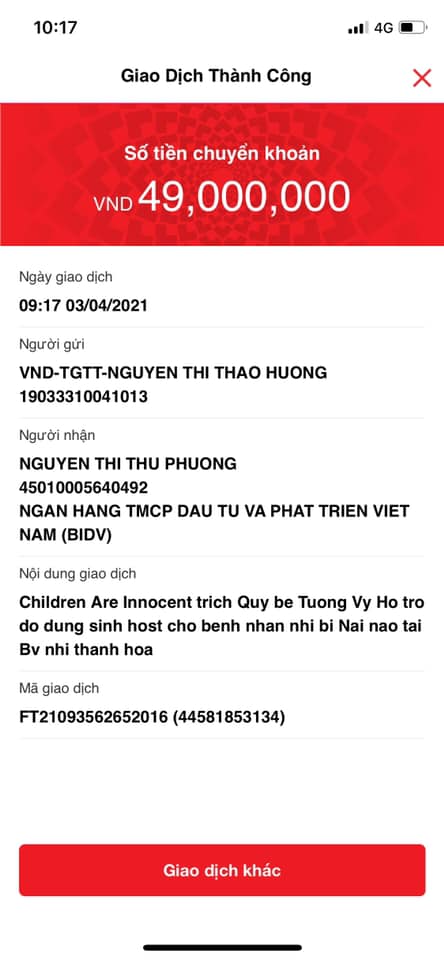 10:17
4G
Giao Dịch Thành Công
Số tiền chuyển khoản
VND 49,000,000
Ngày giao dịch
09:17 03/04/2021
Người gửi
VND-TGTT-NGUYEN THI THAO HUONG
19033310041013
Người nhận
NGUYEN THI THU PHUONG
45010005640492
NGAN HANG TMCP DAU TU VA PHAT TRIEN VIET
NAM (BIDV)
Nội dung giao dịch
Children Are Innocent trich Quy be Tuong Vy Ho tro
do dung sinh host cho benh nhan nhi bi Nai nao tai
Bv nhi thanh hoa
Mã giao dịch
FT21093562652016 (44581853134)
Giao dịch khác